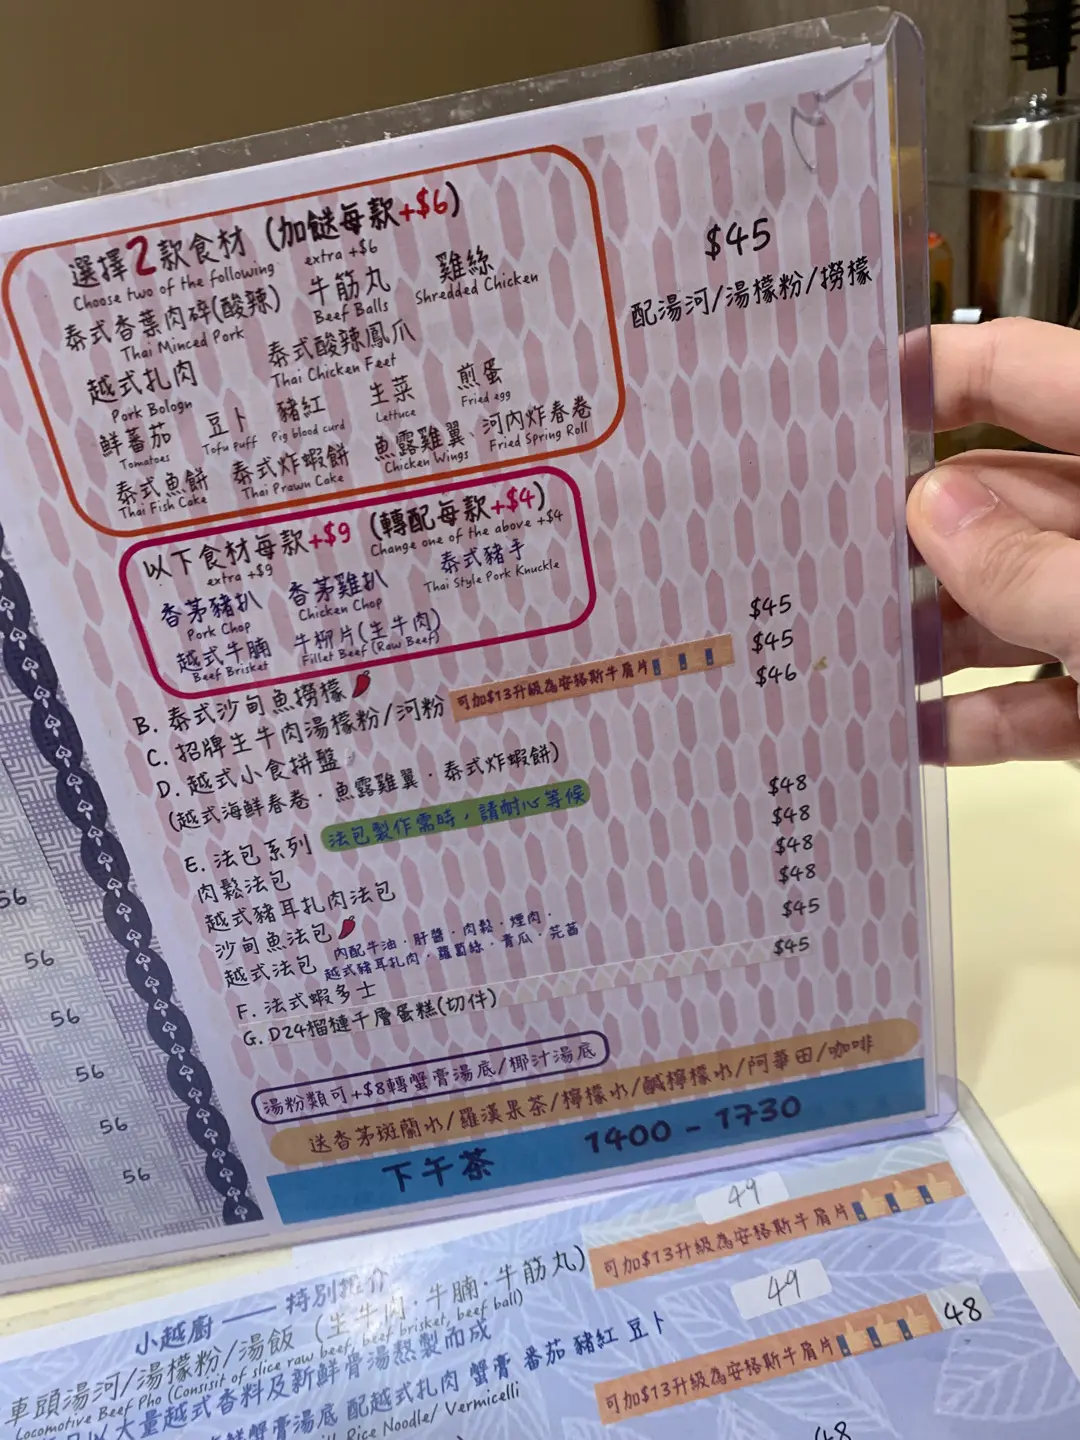 選擇2款食材 (加餸每款+$6)
Choose two of the following extra +$6
泰式香葉肉碎(酸辣) 牛筋丸 雞絲
Thai Minced Pork Beef Balls Shredded Chicken
越式扎肉 泰式酸辣鳳爪
Pork Bologn Thai Chicken Feet
鮮蕃茄 豆卜 豬紅 生菜 煎蛋
Tomatoes Tofu Puff Pig blood curd Lettuce Fried egg
泰式魚餅 泰式炸蝦餅 魚露雞翼 河內炸春卷
Thai Fish Cake Thai Prawn Cake Chicken Wings Fried Spring Roll
$45
配湯河/湯檬粉/撈檬
以下食材每款+$9 (轉配每款+$4)
extra +$9 Change one of the above +$4
香茅豬扒 香茅雞扒 泰式豬手
Pork Chop Chicken Chop Thai Style Pork Knuckle
越式牛腩 牛柳片(生牛肉)
Beef Brisket Fillet Beef (Raw Beef)
B. 泰式沙甸魚撈檬 $45
C. 招牌生牛肉湯檬粉/河粉 可加$13升級為安格斯牛肩片 $45
D. 越式小食拼盤 $46
(越式海鮮春卷·魚露雞翼·泰式炸蝦餅)
E. 法包系列 法包製作需時，請耐心等候
肉鬆法包 $48
越式豬耳扎肉法包 $48
沙甸魚法包 $48
越式法包 內配牛油·肝醬·肉鬆·煙肉·
越式豬耳扎肉·蘿蔔絲·青瓜·芫茜 $48
F. 法式蝦多士 $45
G. D24榴槤千層蛋糕(切件) $45
湯粉類可+$8轉蟹膏湯底/椰汁湯底
送香茅斑蘭水/羅漢果茶/檸檬水/鹹檸檬水/阿華田/咖啡
下午茶 1400 - 1730
56
56
56
56
56
56
小越廚 — 特別推介
車頭湯河/湯檬粉/湯飯 (生牛肉·牛腩·牛筋丸) 49
Locomotive Beef Pho (Consisit of slice raw beef, beef brisket, beef ball)
可加$13升級為安格斯牛肩片
以大量越式香料及新鮮骨湯熬製而成
49
蟹膏湯底 配越式扎肉 蟹膏 番茄 豬紅 豆卜 48
可加$13升級為安格斯牛肩片
Rice Noodle/ Vermicelli
48